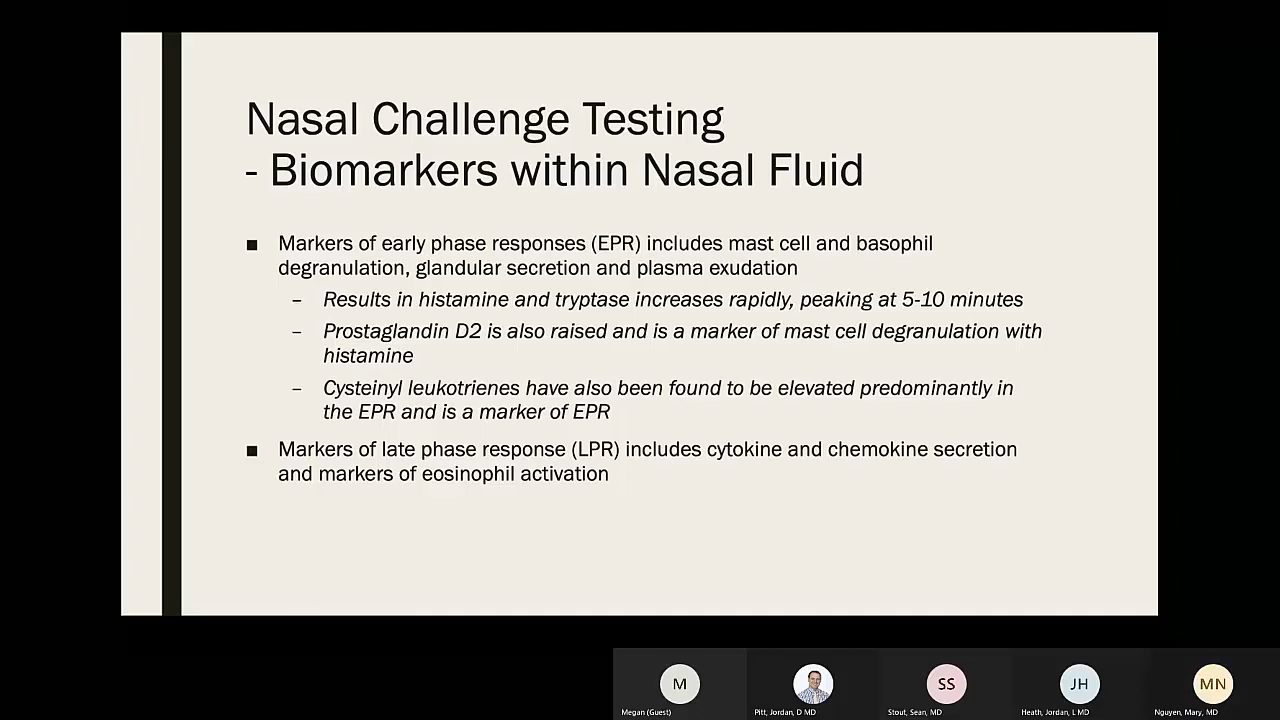 Nasal Challenge Testing
- Biomarkers within Nasal Fluid
■ Markers of early phase responses (EPR) includes mast cell and basophil
degranulation, glandular secretion and plasma exudation
– Results in histamine and tryptase increases rapidly, peaking at 5-10 minutes
– Prostaglandin D2 is also raised and is a marker of mast cell degranulation with
histamine
– Cysteinyl leukotrienes have also been found to be elevated predominantly in
the EPR and is a marker of EPR
■ Markers of late phase response (LPR) includes cytokine and chemokine secretion
and markers of eosinophil activation
M
SS
JH
MN
Megan (Guest)
Pitt, Jordan, D MD
Stout, Sean, MD
Heath, Jordan, L MD
Nguyen, Mary, MD